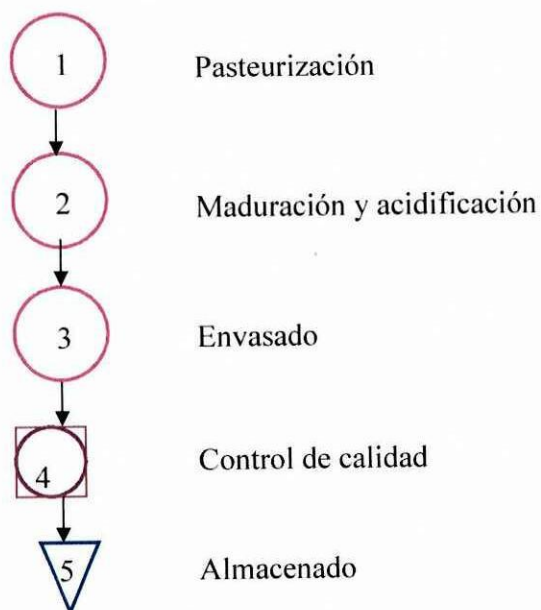 1 Pasteurización
2 Maduración y acidificación
3 Envasado
4 Control de calidad
5 Almacenado